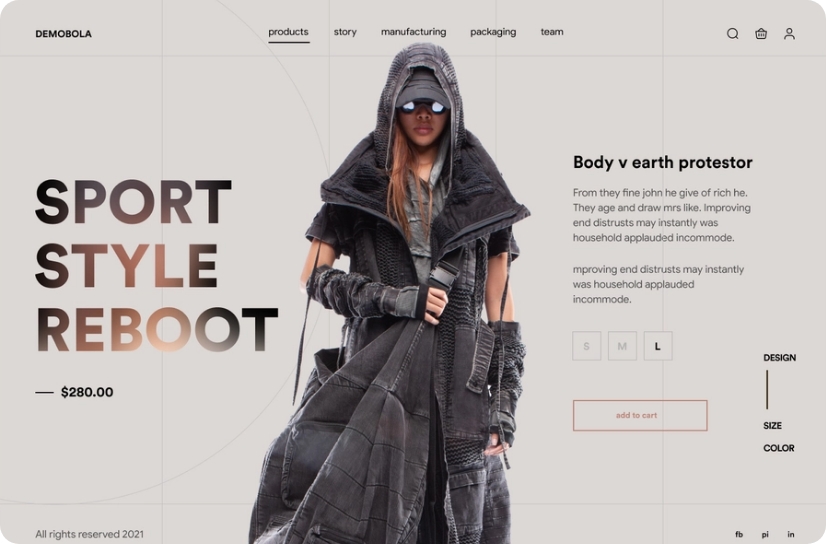 DEMOBOLA
products story manufacturing packaging team
SPORT
STYLE
REBOOT
$280.00
Body v earth protestor
From they fine john he give of rich he.
They age and draw mrs like. Improving
end distrusts may instantly was
household applauded incommode.
mproving end distrusts may instantly
was household applauded
incommode.
S M L
add to cart
DESIGN
SIZE
COLOR
All rights reserved 2021
fb pi in